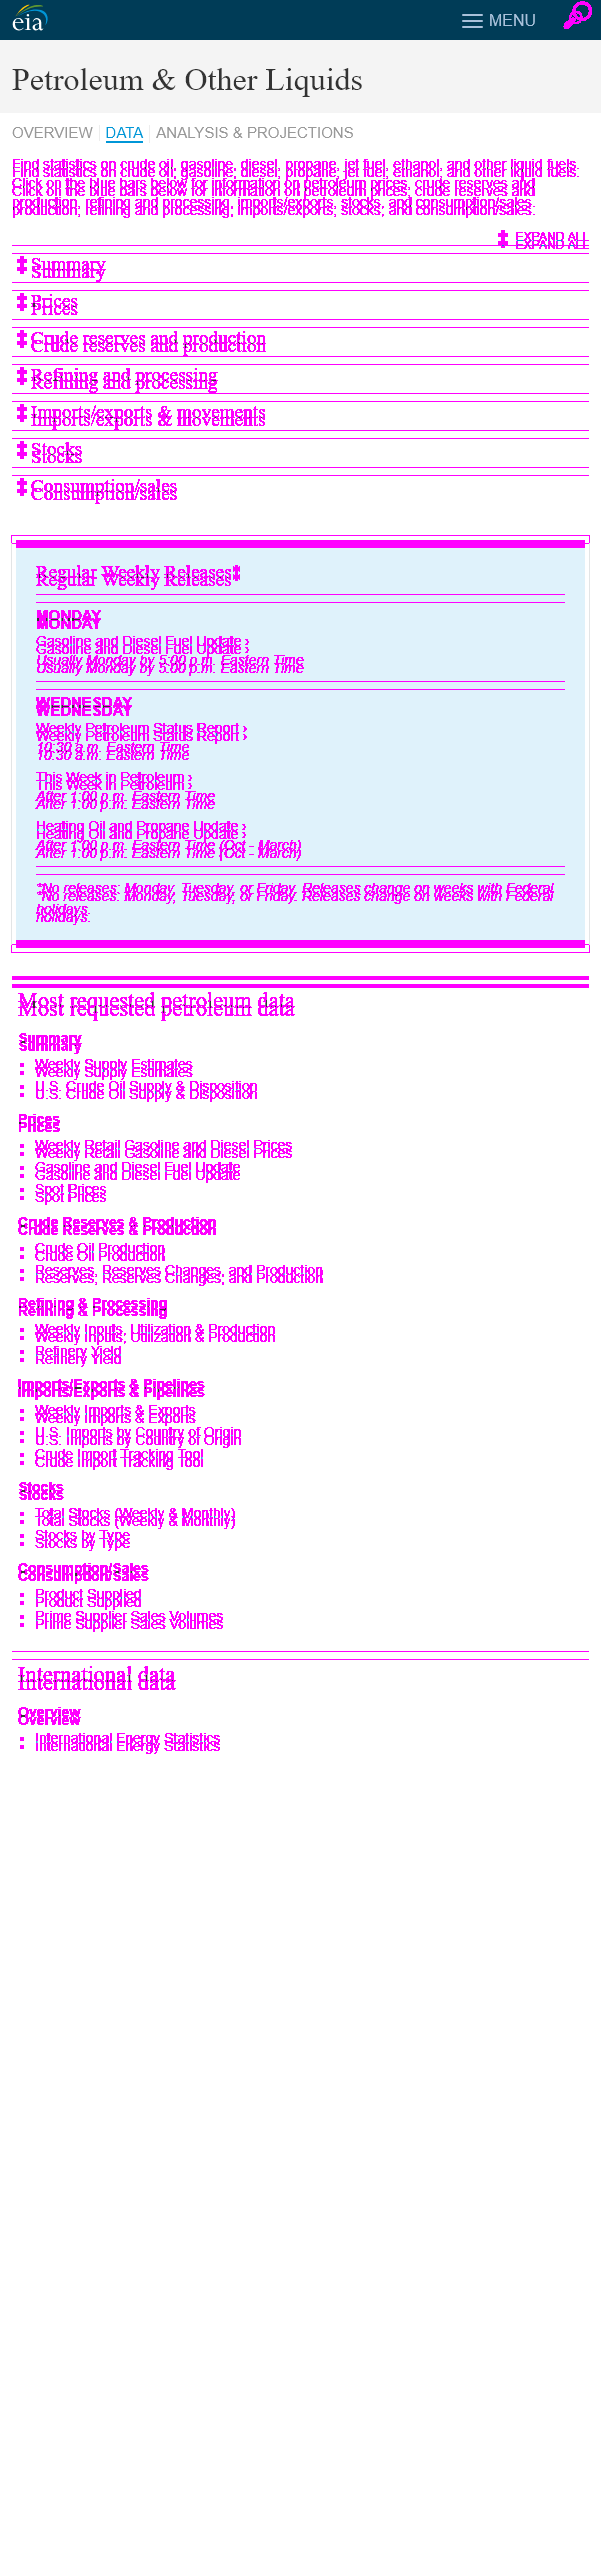 eia
MENU
Petroleum & Other Liquids
OVERVIEW DATA ANALYSIS & PROJECTIONS
Find statistics on crude oil, gasoline, diesel, propane, jet fuel, ethanol, and other liquid fuels.
Click on the blue bars below for information on petroleum prices, crude reserves and
production, refining and processing, imports/exports, stocks, and consumption/sales.
EXPAND ALL
Summary
Prices
Crude reserves and production
Refining and processing
Imports/exports & movements
Stocks
Consumption/sales
Regular Weekly Releases‡
MONDAY
Gasoline and Diesel Fuel Update ›
Usually Monday by 5:00 p.m. Eastern Time
WEDNESDAY
Weekly Petroleum Status Report ›
10:30 a.m. Eastern Time
This Week in Petroleum ›
After 1:00 p.m. Eastern Time
Heating Oil and Propane Update ›
After 1:00 p.m. Eastern Time (Oct - March)
*No releases: Monday, Tuesday, or Friday. Releases change on weeks with Federal
holidays.
Most requested petroleum data
Summary
Weekly Supply Estimates
U.S. Crude Oil Supply & Disposition
Prices
Weekly Retail Gasoline and Diesel Prices
Gasoline and Diesel Fuel Update
Spot Prices
Crude Reserves & Production
Crude Oil Production
Reserves, Reserves Changes, and Production
Refining & Processing
Weekly Inputs, Utilization & Production
Refinery Yield
Imports/Exports & Pipelines
Weekly Imports & Exports
U.S. Imports by Country of Origin
Crude Import Tracking Tool
Stocks
Total Stocks (Weekly & Monthly)
Stocks by Type
Consumption/Sales
Product Supplied
Prime Supplier Sales Volumes
International data
Overview
International Energy Statistics